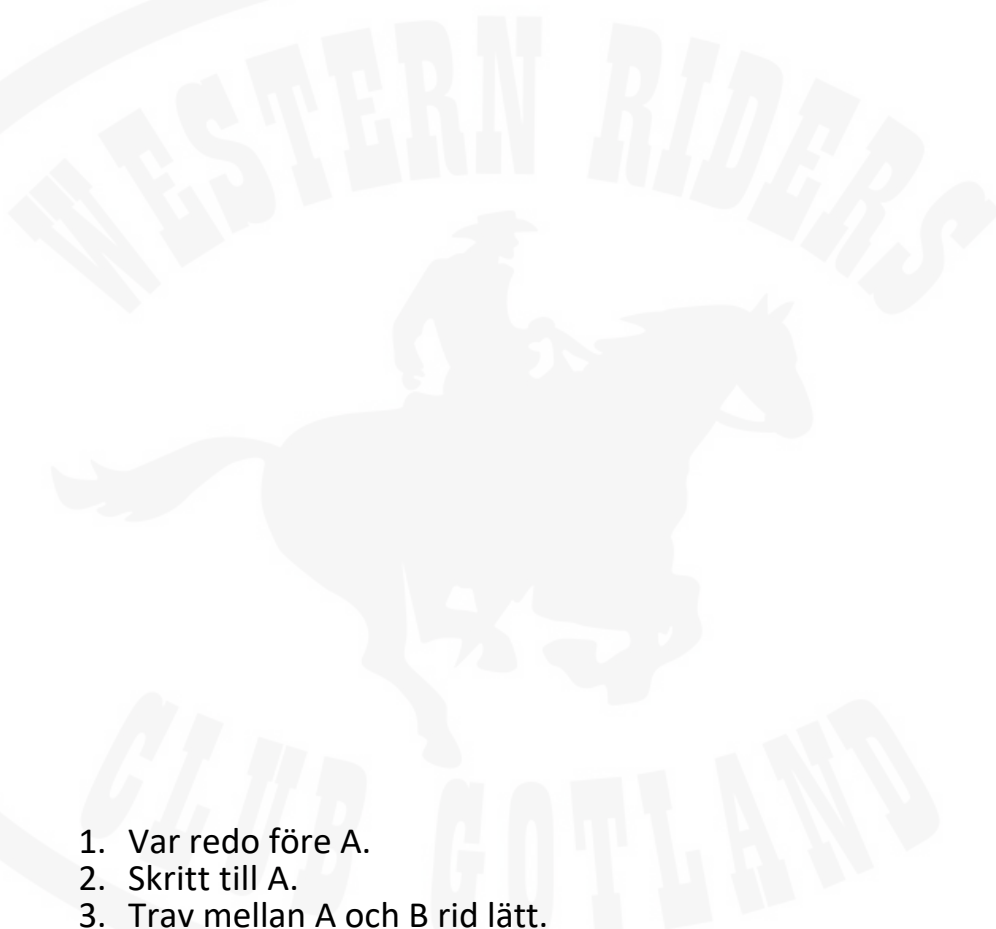 WESTERN RIDERS
CLUB GOTLAND
1. Var redo före A.
2. Skritt till A.
3. Trav mellan A och B rid lätt.